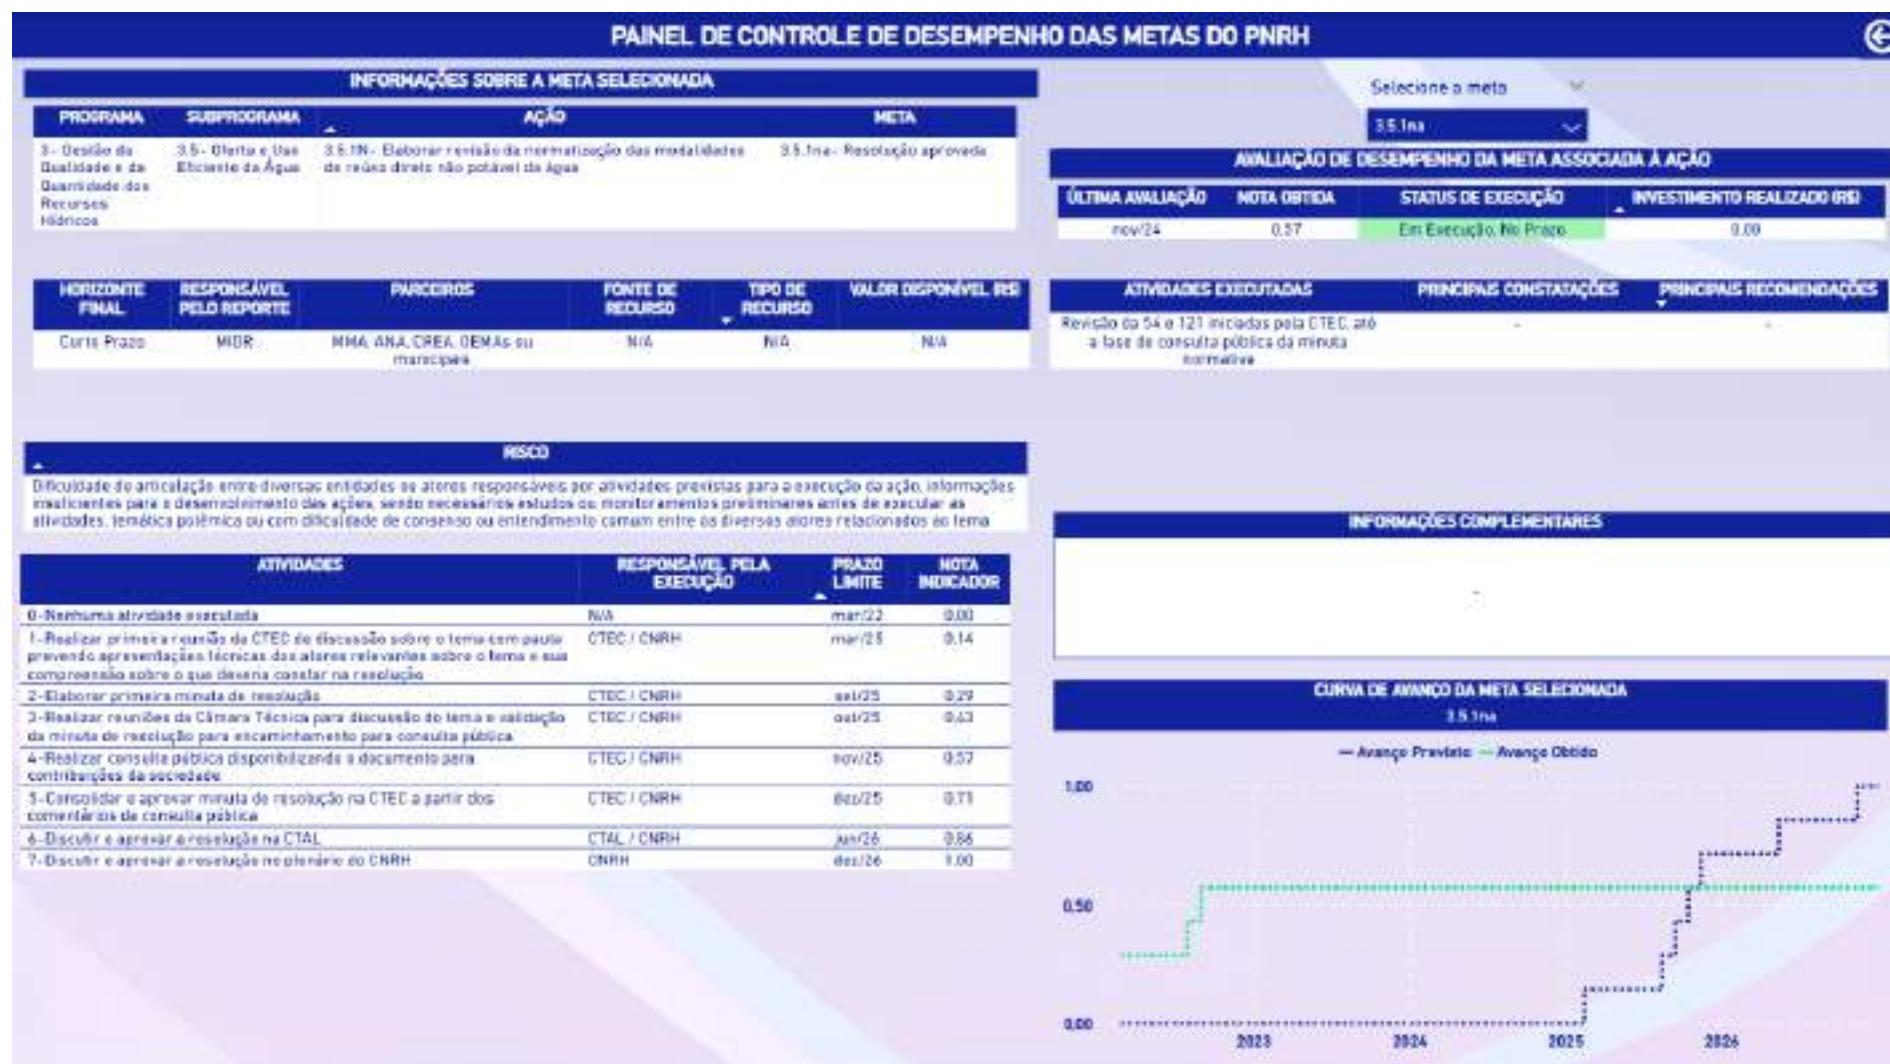 PAINEL DE CONTROLE DE DESEMPENHO DAS METAS DO PNRH
INFORMAÇÕES SOBRE A META SELECIONADA
PROGRAMA SUBPROGRAMA AÇÃO META
3- Gestão da Qualidade e da Quantidade dos Recursos Hídricos
3.5- Oferta e Uso Eficiente da Água
3.5.1N- Elaborar revisão da normatização das modalidades
de reúso direto não potável da água
3.5.1na- Resolução aprovada
HORIZONTE FINAL RESPONSÁVEL PELO REPORTE PARCEIROS FONTE DE RECURSO TIPO DE RECURSO VALOR DISPONÍVEL (R$)
Curto Prazo MIDR MMA, ANA, CREA, OEMAs ou municípios N/A N/A N/A
RISCO
Dificuldade de articulação entre diversas entidades ou atores responsáveis por atividades previstas para a execução da ação, informações
insuficientes para o desenvolvimento das ações, sendo necessários estudos ou monitoramentos preliminares antes de executar as
atividades, temática polêmica ou com dificuldade de consenso ou entendimento comum entre os diversos atores relacionados ao tema
ATIVIDADES RESPONSÁVEL PELA EXECUÇÃO PRAZO LIMITE NOTA INDICADOR
0-Nenhuma atividade executada N/A mar/22 0,00
1-Realizar primeira reunião da CTEC de discussão sobre o tema com pauta CTEC / CNRH mar/25 0,14
prevendo apresentações técnicas dos atores relevantes sobre o tema e sua
compreensão sobre o que deveria constar na resolução
2-Elaborar primeira minuta de resolução CTEC / CNRH set/25 0,29
3-Realizar reuniões da Câmara Técnica para discussão do tema e validação CTEC / CNRH out/25 0,43
da minuta de resolução para encaminhamento para consulta pública
4-Realizar consulta pública disponibilizando o documento para CTEC / CNRH nov/25 0,57
contribuições da sociedade
5-Consolidar e aprovar minuta de resolução na CTEC a partir dos CTEC / CNRH dez/25 0,71
comentários da consulta pública
6-Discutir e aprovar a resolução na CTAL CTAL / CNRH jun/26 0,86
7-Discutir e aprovar a resolução no plenário do CNRH CNRH dez/26 1,00
Selecione a meta
3.5.1na
AVALIAÇÃO DE DESEMPENHO DA META ASSOCIADA À AÇÃO
ÚLTIMA AVALIAÇÃO NOTA OBTIDA STATUS DE EXECUÇÃO INVESTIMENTO REALIZADO (R$)
nov/24 0,57 Em Execução, No Prazo 0,00
ATIVIDADES EXECUTADAS PRINCIPAIS CONSTATAÇÕES PRINCIPAIS RECOMENDAÇÕES
Revisão da 54 e 121 iniciadas pela CTEC, até - -
a fase de consulta pública da minuta
normativa
INFORMAÇÕES COMPLEMENTARES
-
CURVA DE AVANÇO DA META SELECIONADA
3.5.1na
Avanço Previsto Avanço Obtido
1,00
0,50
0,00
2023 2024 2025 2026